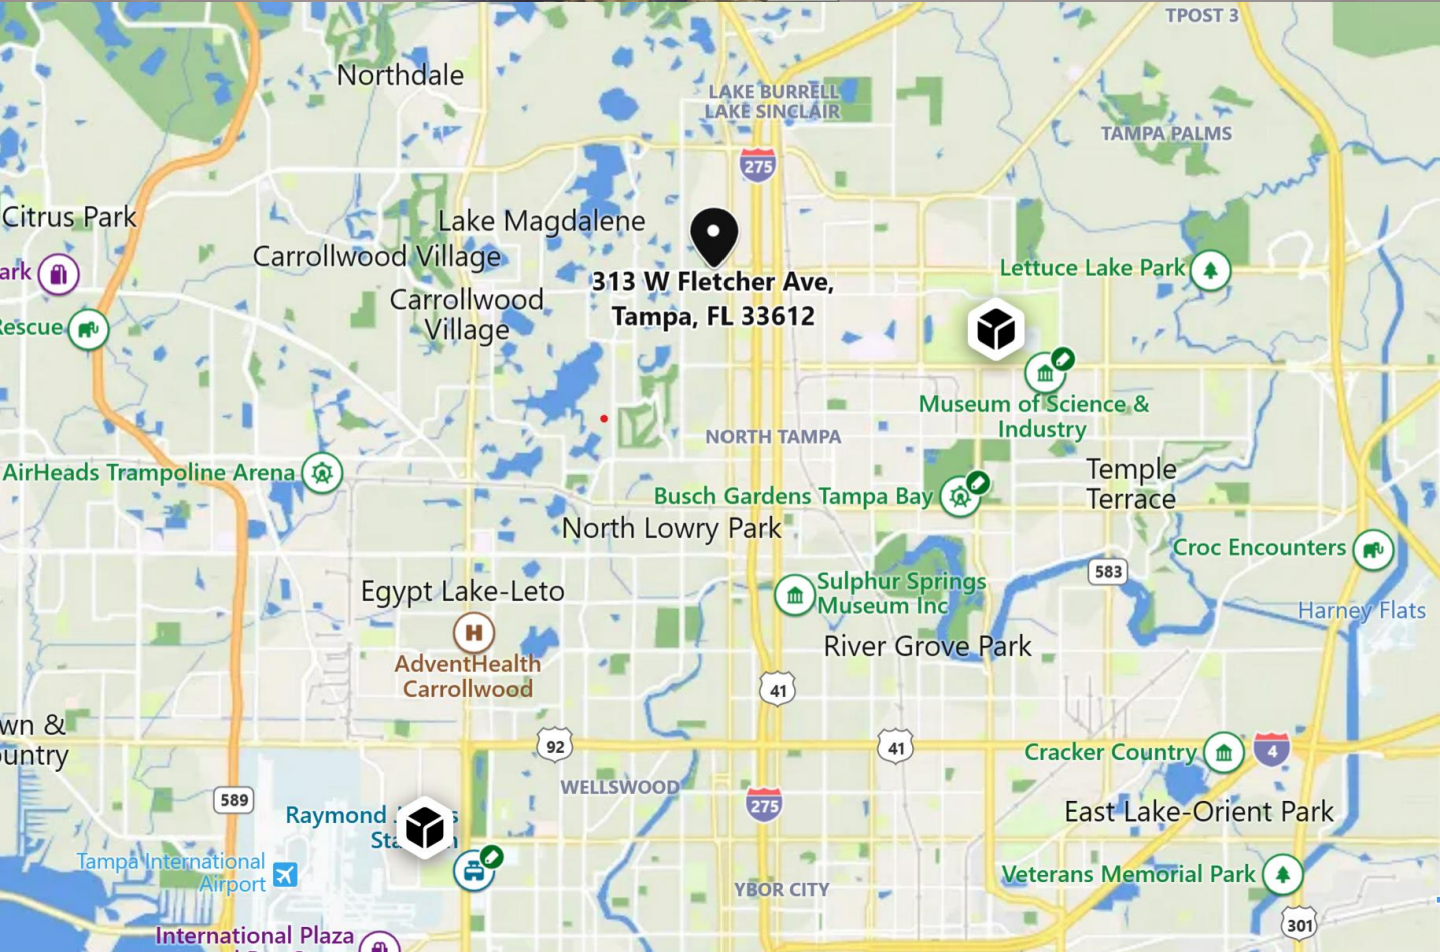 TPOST 3
Northdale
LAKE BURRELL
LAKE SINCLAIR
TAMPA PALMS
275
Citrus Park
Lake Magdalene
Carrollwood Village
ark
Lettuce Lake Park
313 W Fletcher Ave,
Tampa, FL 33612
Carrollwood
Village
Rescue
Museum of Science &
Industry
NORTH TAMPA
AirHeads Trampoline Arena
Temple
Terrace
Busch Gardens Tampa Bay
North Lowry Park
Croc Encounters
583
Egypt Lake-Leto
Sulphur Springs
Museum Inc
Harney Flats
H
River Grove Park
AdventHealth
Carrollwood
41
wn &
ountry
92
41
Cracker Country
4
WELLSWOOD
589
275
East Lake-Orient Park
Raymond
Tampa International
Airport
Veterans Memorial Park
YBOR CITY
301
International Plaza